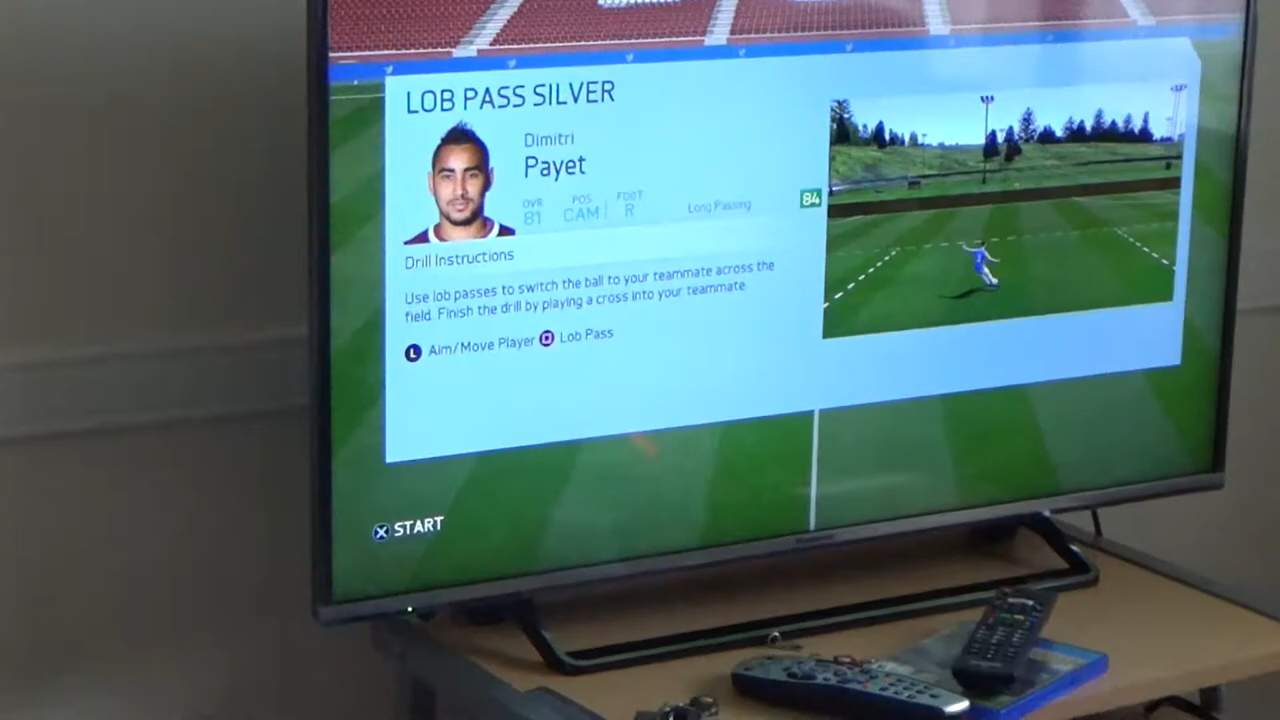 LOB PASS SILVER
Dimitri
Payet
OVR POS FOOT
81 CAM R Long Passing 84
Drill Instructions
Use lob passes to switch the ball to your teammate across the
field. Finish the drill by playing a cross into your teammate.
L Aim/Move Player Lob Pass
START